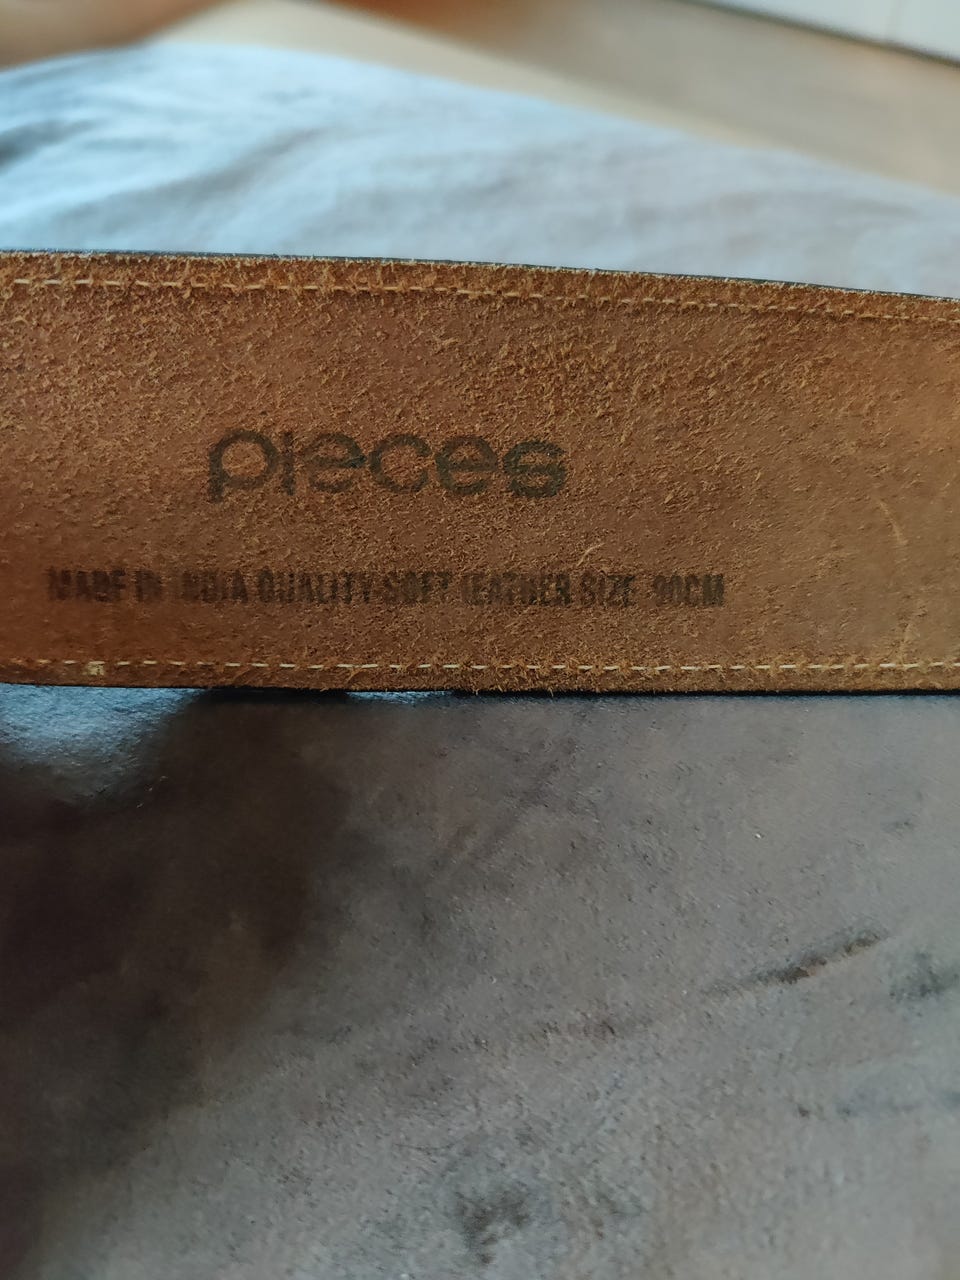 pieces
MADE IN INDIA QUALITY SOFT LEATHER SIZE 90CM